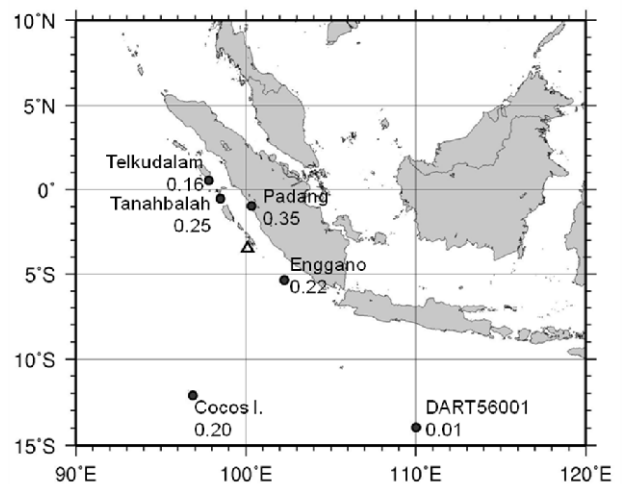 10°N
5°N
0°
5°S
10°S
15°S
Telkudalam
0.16
Tanahbalah
0.25
Padang
0.35
Enggano
0.22
Cocos I.
0.20
DART56001
0.01
90°E
100°E
110°E
120°E